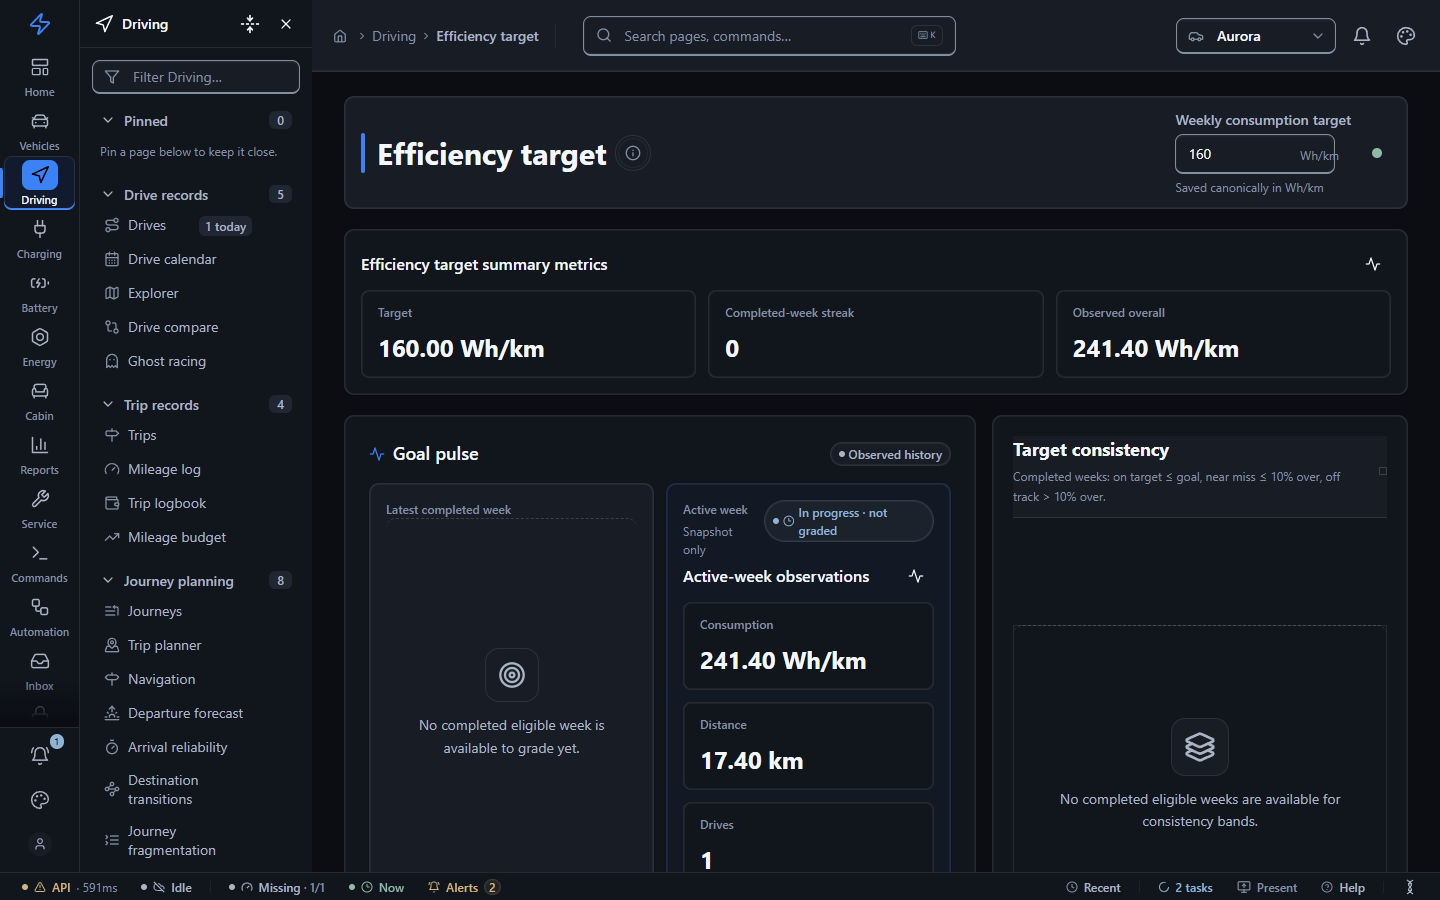 Driving
Driving
Efficiency target
Search pages, commands...
K
Aurora
Home
Vehicles
Driving
Charging
Battery
Energy
Cabin
Reports
Service
Commands
Automation
Inbox
1
Filter Driving...
Pinned
0
Pin a page below to keep it close.
Drive records
5
Drives
1 today
Drive calendar
Explorer
Drive compare
Ghost racing
Trip records
4
Trips
Mileage log
Trip logbook
Mileage budget
Journey planning
8
Journeys
Trip planner
Navigation
Departure forecast
Arrival reliability
Destination
transitions
Journey
fragmentation
Efficiency target
Weekly consumption target
160
Wh/km
Saved canonically in Wh/km
Efficiency target summary metrics
Target
160.00 Wh/km
Completed-week streak
0
Observed overall
241.40 Wh/km
Goal pulse
Observed history
Latest completed week
No completed eligible week is
available to grade yet.
Active week
Snapshot
only
In progress · not
graded
Active-week observations
Consumption
241.40 Wh/km
Distance
17.40 km
Drives
1
Target consistency
Completed weeks: on target ≤ goal, near miss ≤ 10% over, off
track > 10% over.
No completed eligible weeks are available for
consistency bands.
API · 591ms
Idle
Missing · 1/1
Now
Alerts 2
Recent
2 tasks
Present
Help